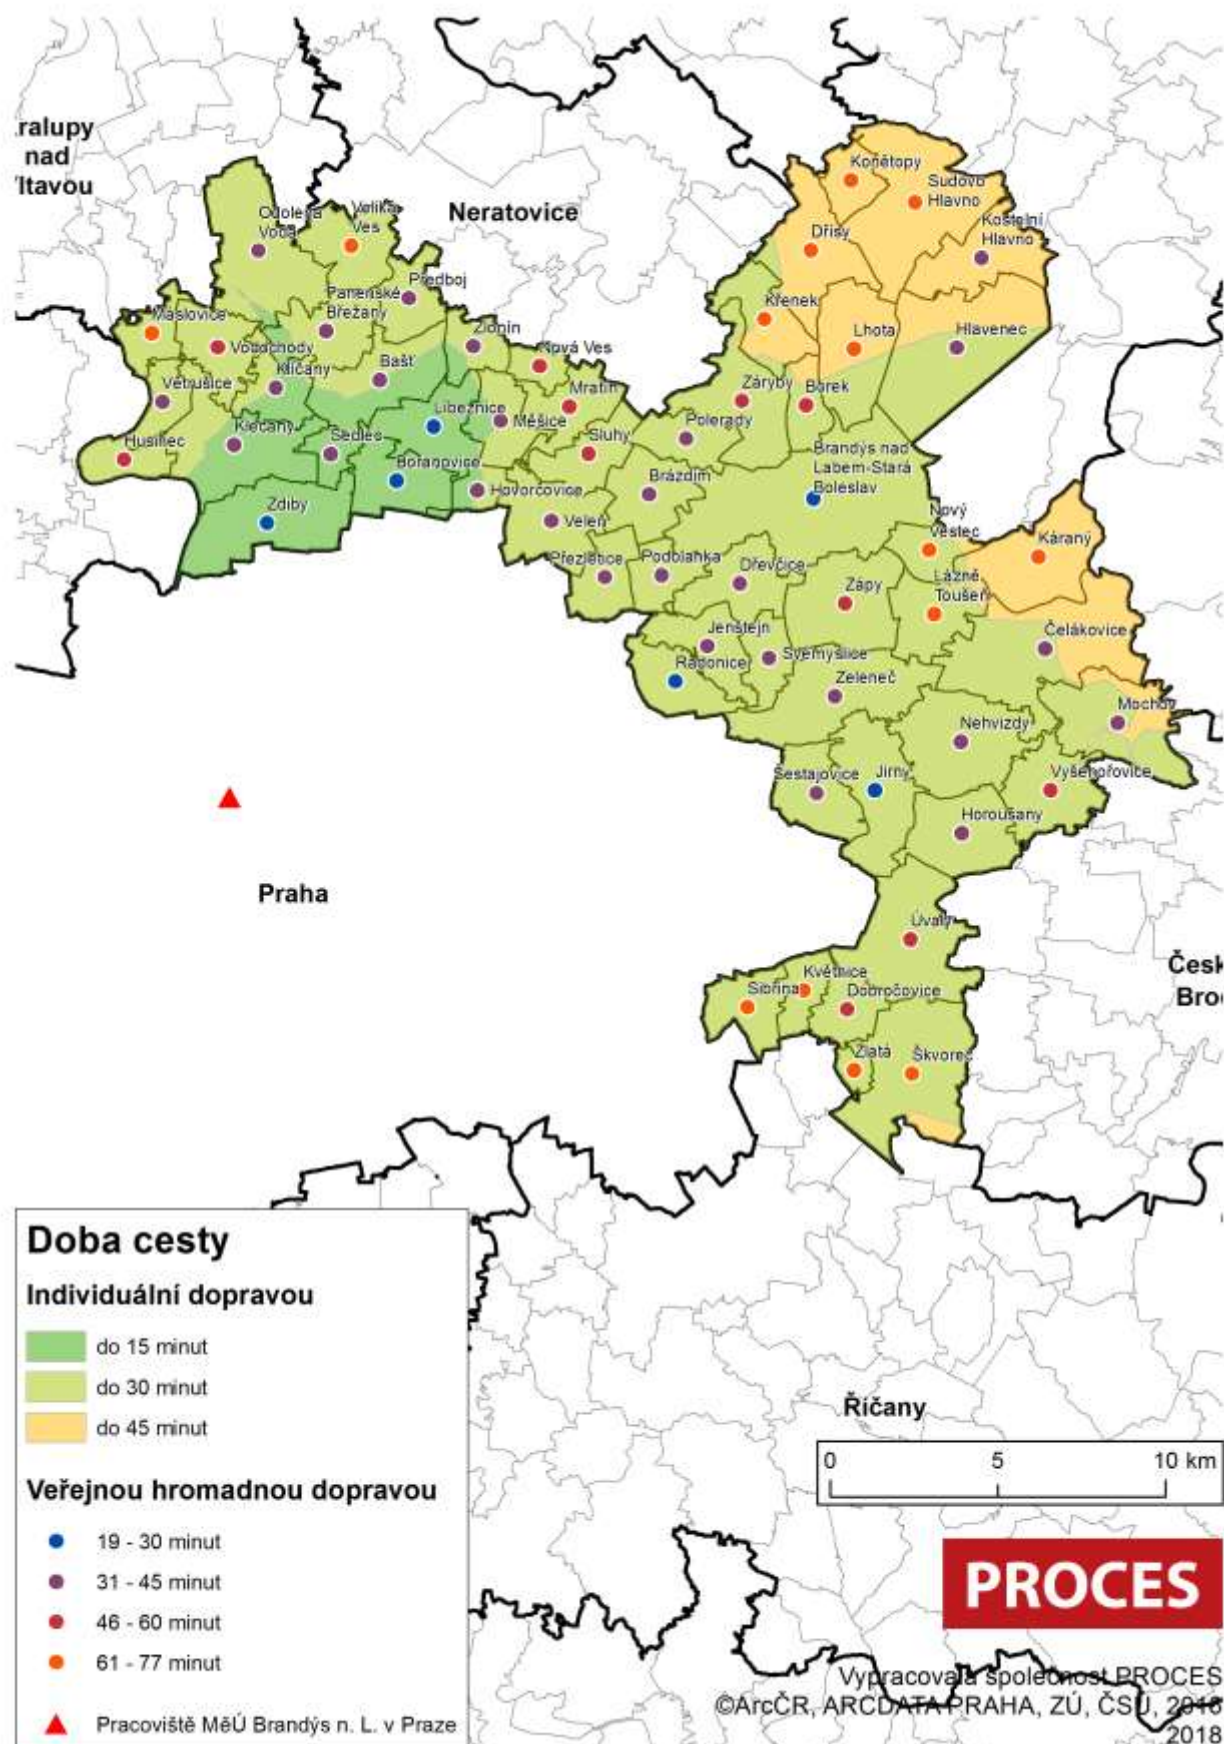 ralupy
nad
ltavou
Neratovice
Koňětopy
Sudovo
Hlavno
Kostelní
Hlavno
Dřísy
Křenek
Lhota
Hlavenec
Odolena
Voda
Veliká
Ves
Předboj
Panenské
Břežany
Máslovice
Vodochody
Zlonín
Nová Ves
Klíčany
Bašť
Větrušice
Líbeznice
Měšice
Mratín
Záryby
Borek
Polerady
Husinec
Klecany
Sedlec
Bořanovice
Sluhy
Hovorčovice
Brázdim
Brandýs nad
Labem-Stará
Boleslav
Zdiby
Veleň
Nový
Vestec
Káraný
Přezletice
Podolanka
Dřevčice
Zápy
Lázně
Toušeň
Jenštejn
Svémyslice
Čelákovice
Radonice
Zeleneč
Nehvizdy
Mochov
Šestajovice
Jirny
Vyšehořovice
Horoušany
Praha
Úvaly
Česk
Bro
Květnice
Sibřina
Dobročovice
Zlatá
Škvorec
Doba cesty
Individuální dopravou
do 15 minut
do 30 minut
do 45 minut
Veřejnou hromadnou dopravou
19 - 30 minut
31 - 45 minut
46 - 60 minut
61 - 77 minut
Pracoviště MěÚ Brandýs n. L. v Praze
Říčany
0 5 10 km
PROCES
Vypracovala společnost PROCES
©ArcČR, ARCDATA PRAHA, ZÚ, ČSÚ, 2016
2018